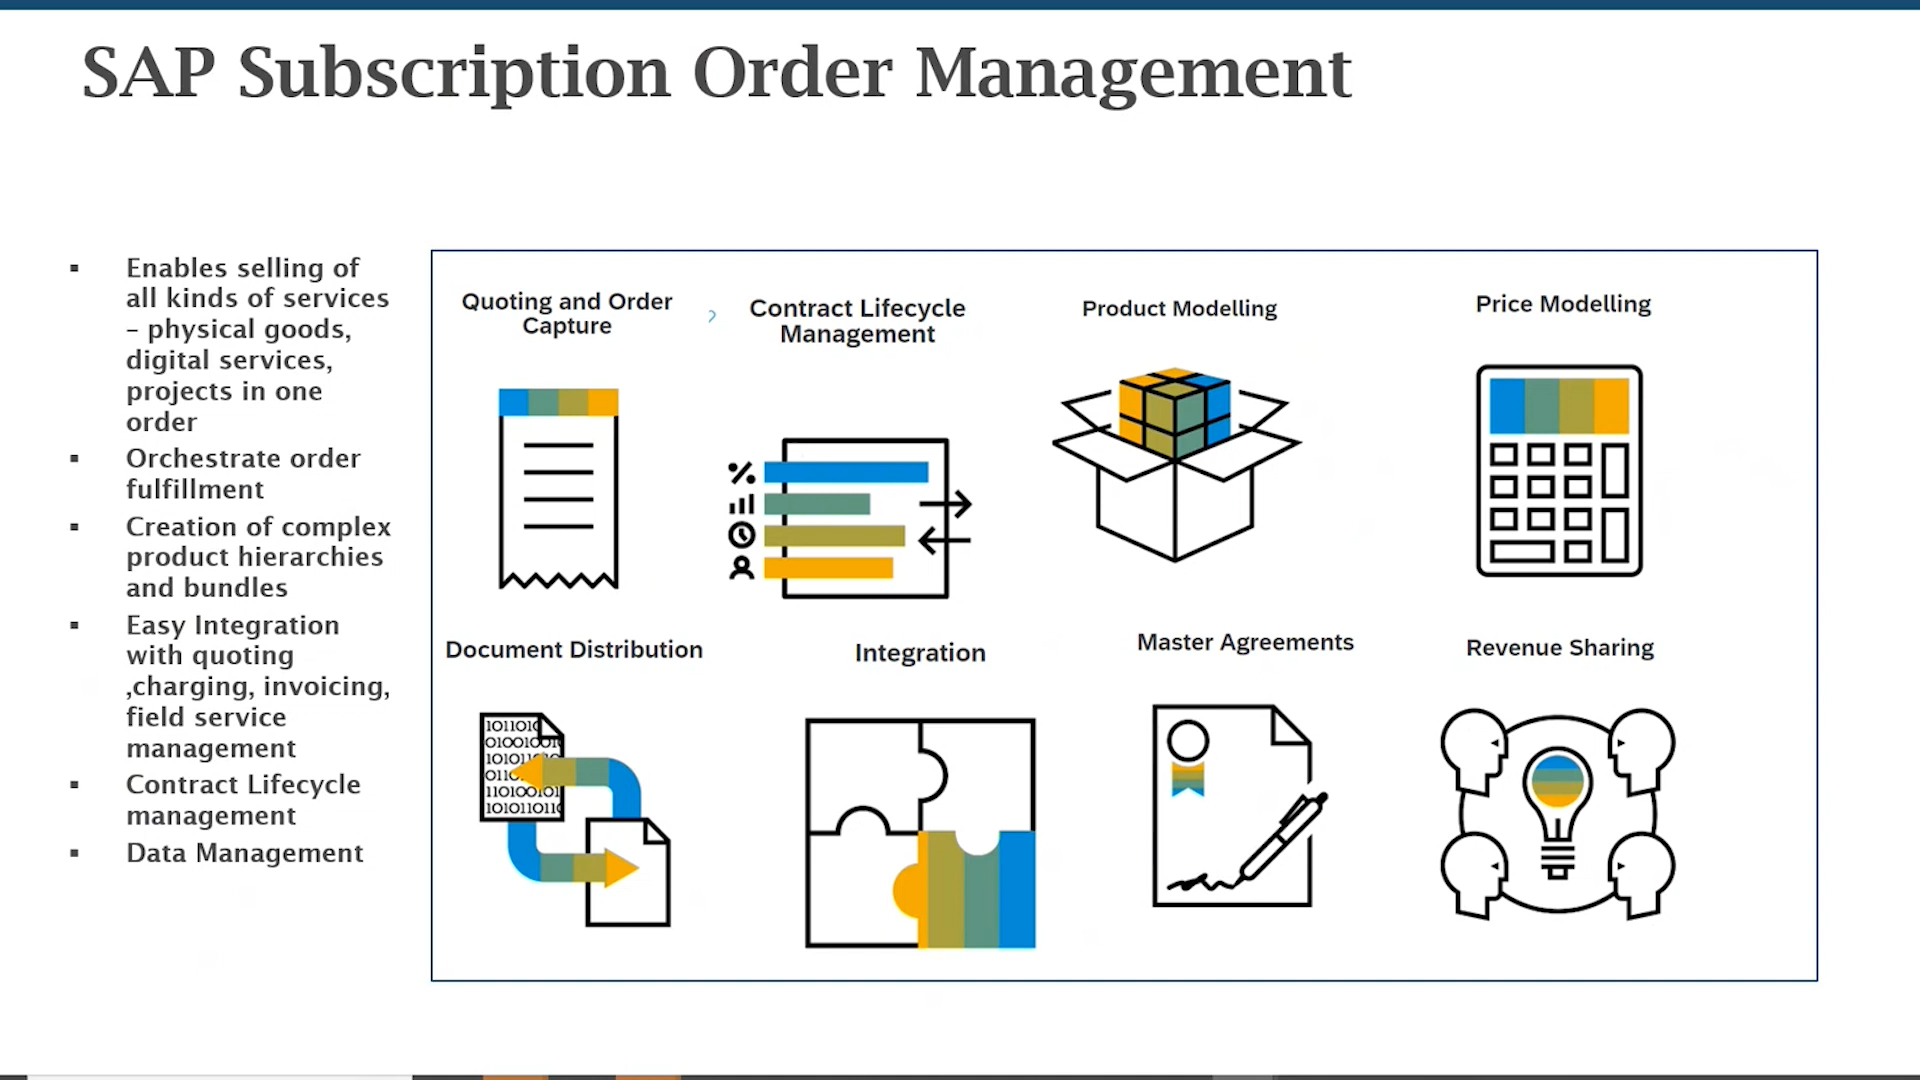 SAP Subscription Order Management
▪ Enables selling of
all kinds of services
– physical goods,
digital services,
projects in one
order
▪ Orchestrate order
fulfillment
▪ Creation of complex
product hierarchies
and bundles
▪ Easy Integration
with quoting
,charging, invoicing,
field service
management
▪ Contract Lifecycle
management
▪ Data Management
Quoting and Order
Capture
Contract Lifecycle
Management
Product Modelling
Price Modelling
%
Document Distribution
Integration
Master Agreements
Revenue Sharing